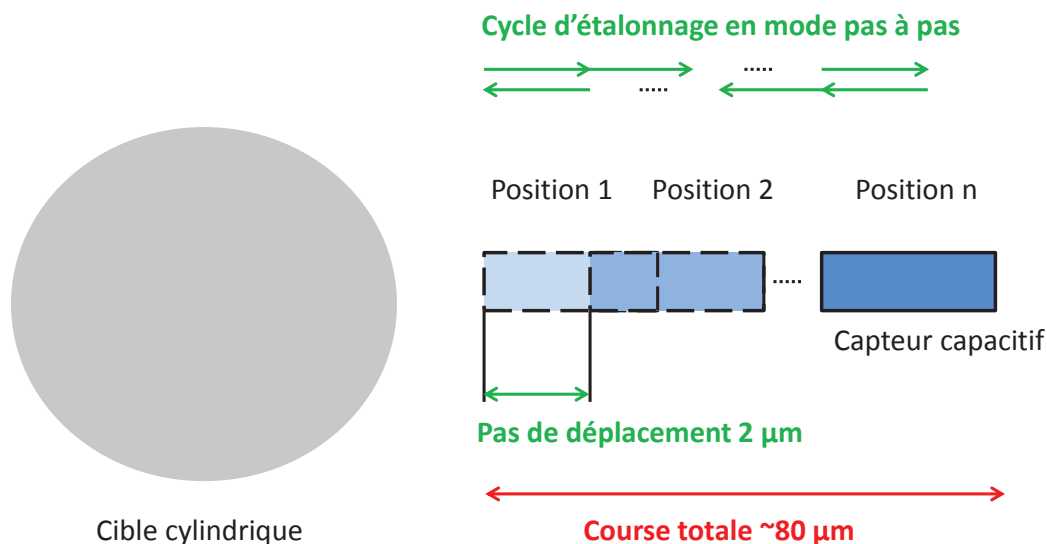 Cycle d’étalonnage en mode pas à pas
.....
.....
Position 1 Position 2 Position n
.....
Capteur capacitif
Pas de déplacement 2 µm
Cible cylindrique
Course totale ~80 µm